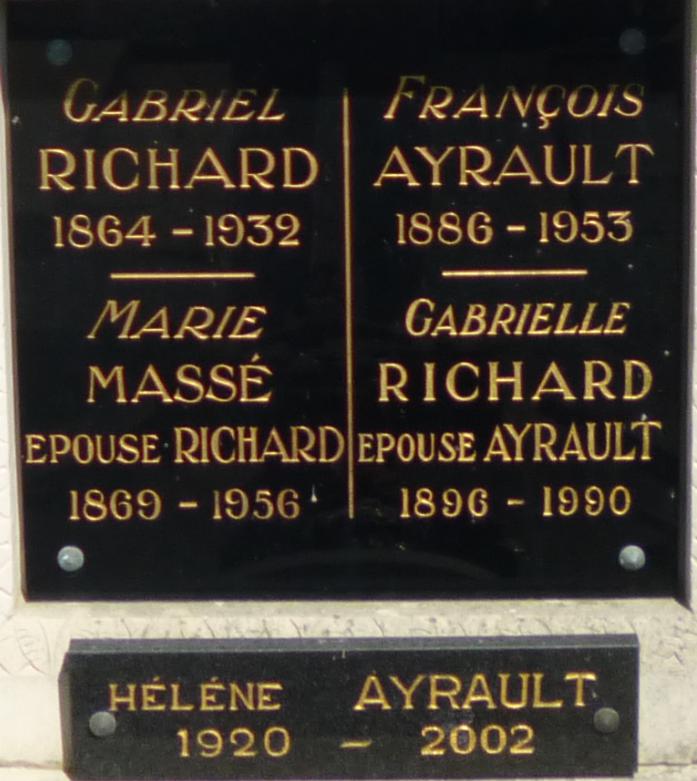 GABRIEL
RICHARD
1864 - 1932
MARIE
MASSÉ
EPOUSE RICHARD
1869 - 1956
FRANÇOIS
AYRAULT
1886 - 1953
GABRIELLE
RICHARD
EPOUSE AYRAULT
1896 - 1990
HÉLÉNE AYRAULT
1920 - 2002